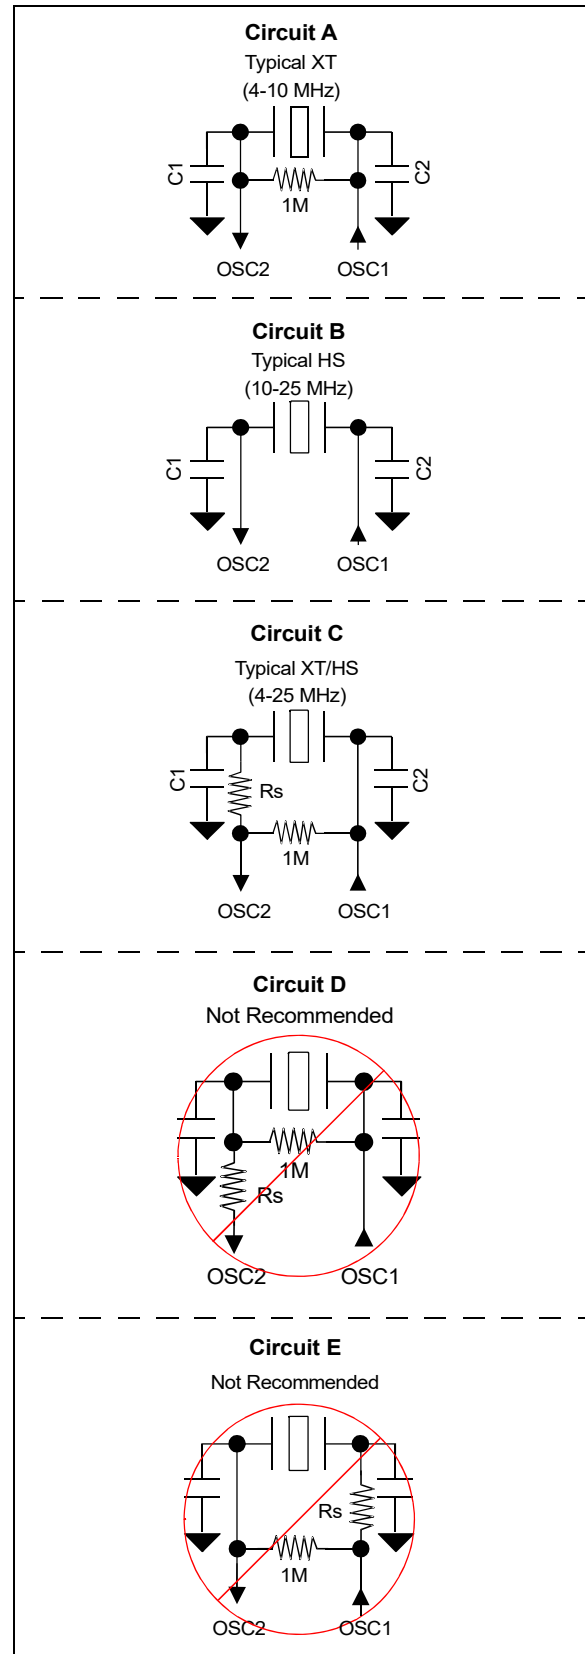 Circuit A
Typical XT
(4-10 MHz)
C1
C2
1M
OSC2 OSC1
Circuit B
Typical HS
(10-25 MHz)
C1
C2
OSC2 OSC1
Circuit C
Typical XT/HS
(4-25 MHz)
C1
Rs
C2
1M
OSC2 OSC1
Circuit D
Not Recommended
1M
Rs
OSC2 OSC1
Circuit E
Not Recommended
Rs
1M
OSC2 OSC1